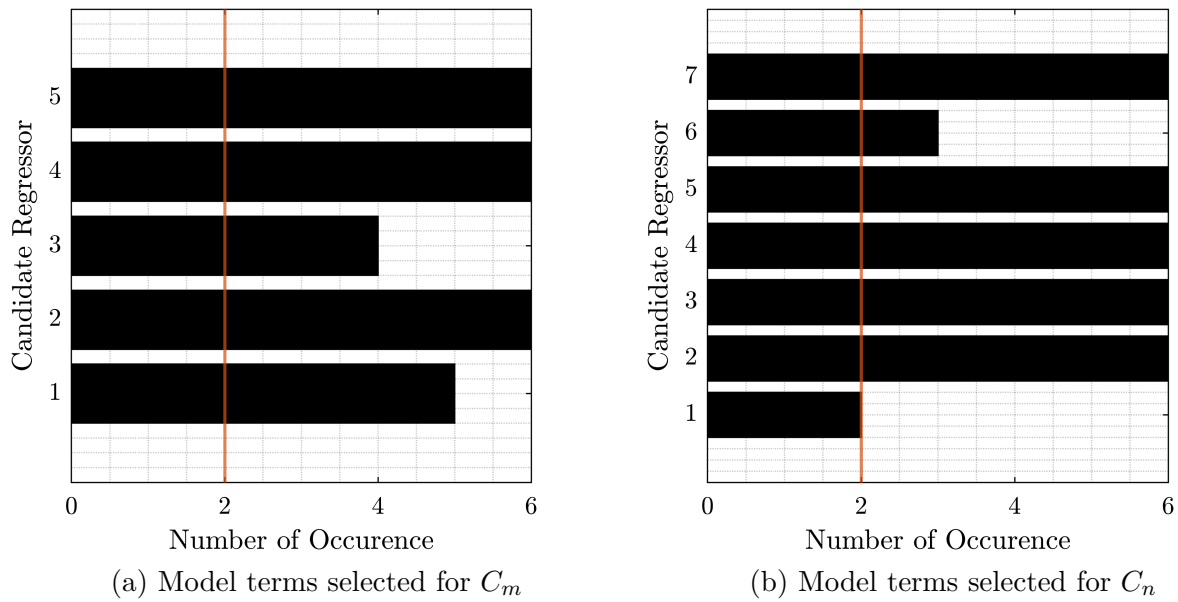 Candidate Regressor
5
4
3
2
1
0 2 4 6
Number of Occurence
(a) Model terms selected for C_m
Candidate Regressor
7
6
5
4
3
2
1
0 2 4 6
Number of Occurence
(b) Model terms selected for C_n